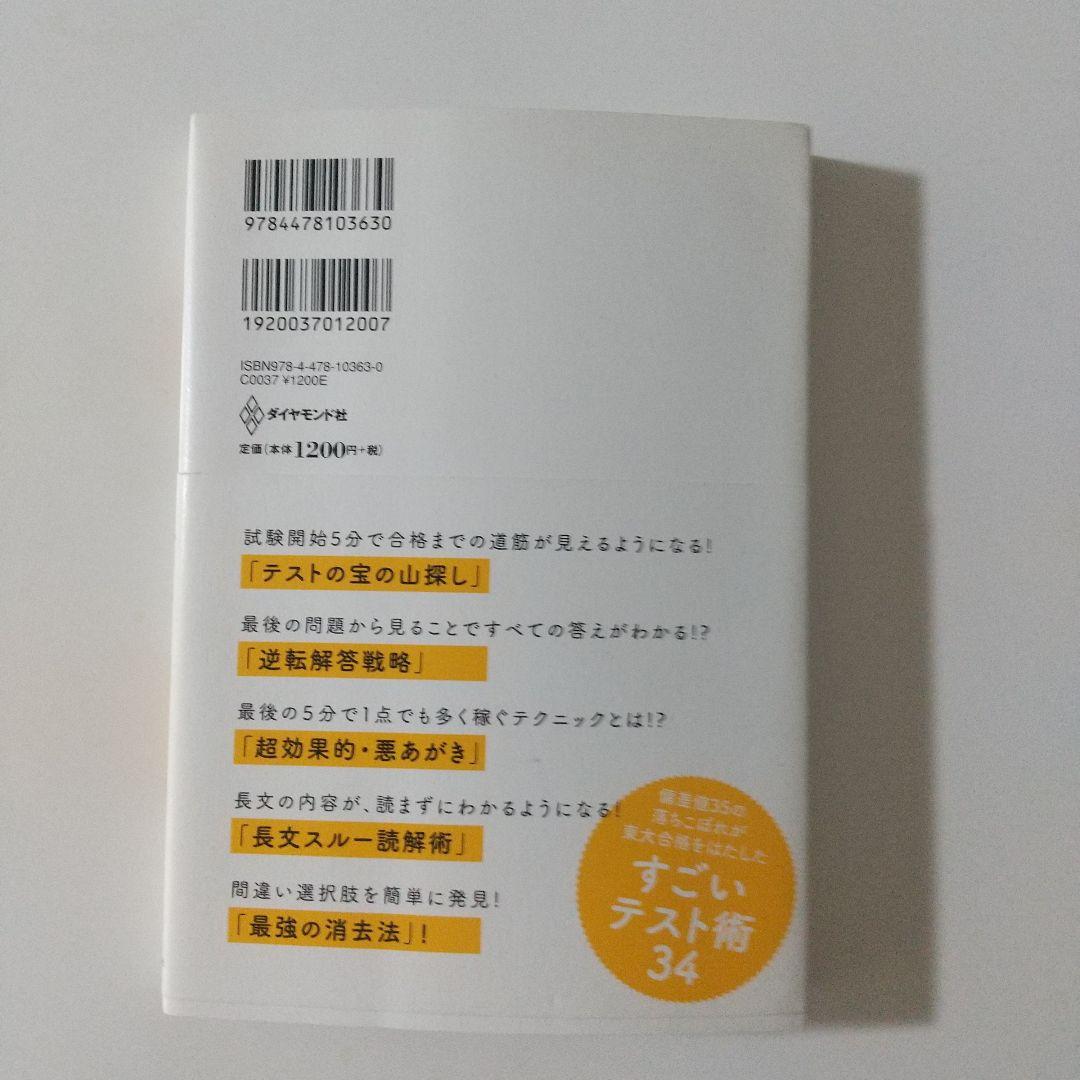 9784478103630
1920037012007
ISBN978-4-478-10363-0
C0037 ¥1200E
ダイヤモンド社
定価(本体1200円+税)
試験開始5分で合格までの道筋が見えるようになる!
「テストの宝の山探し」
最後の問題から見ることですべての答えがわかる!?
「逆転解答戦略」
最後の5分で1点でも多く稼ぐテクニックとは!?
「超効果的・悪あがき」
長文の内容が、読まずにわかるようになる!
「長文スルー読解術」
間違い選択肢を簡単に発見!
「最強の消去法」!
偏差値35の
落ちこぼれが
東大合格をはたした
すごい
テスト術
34